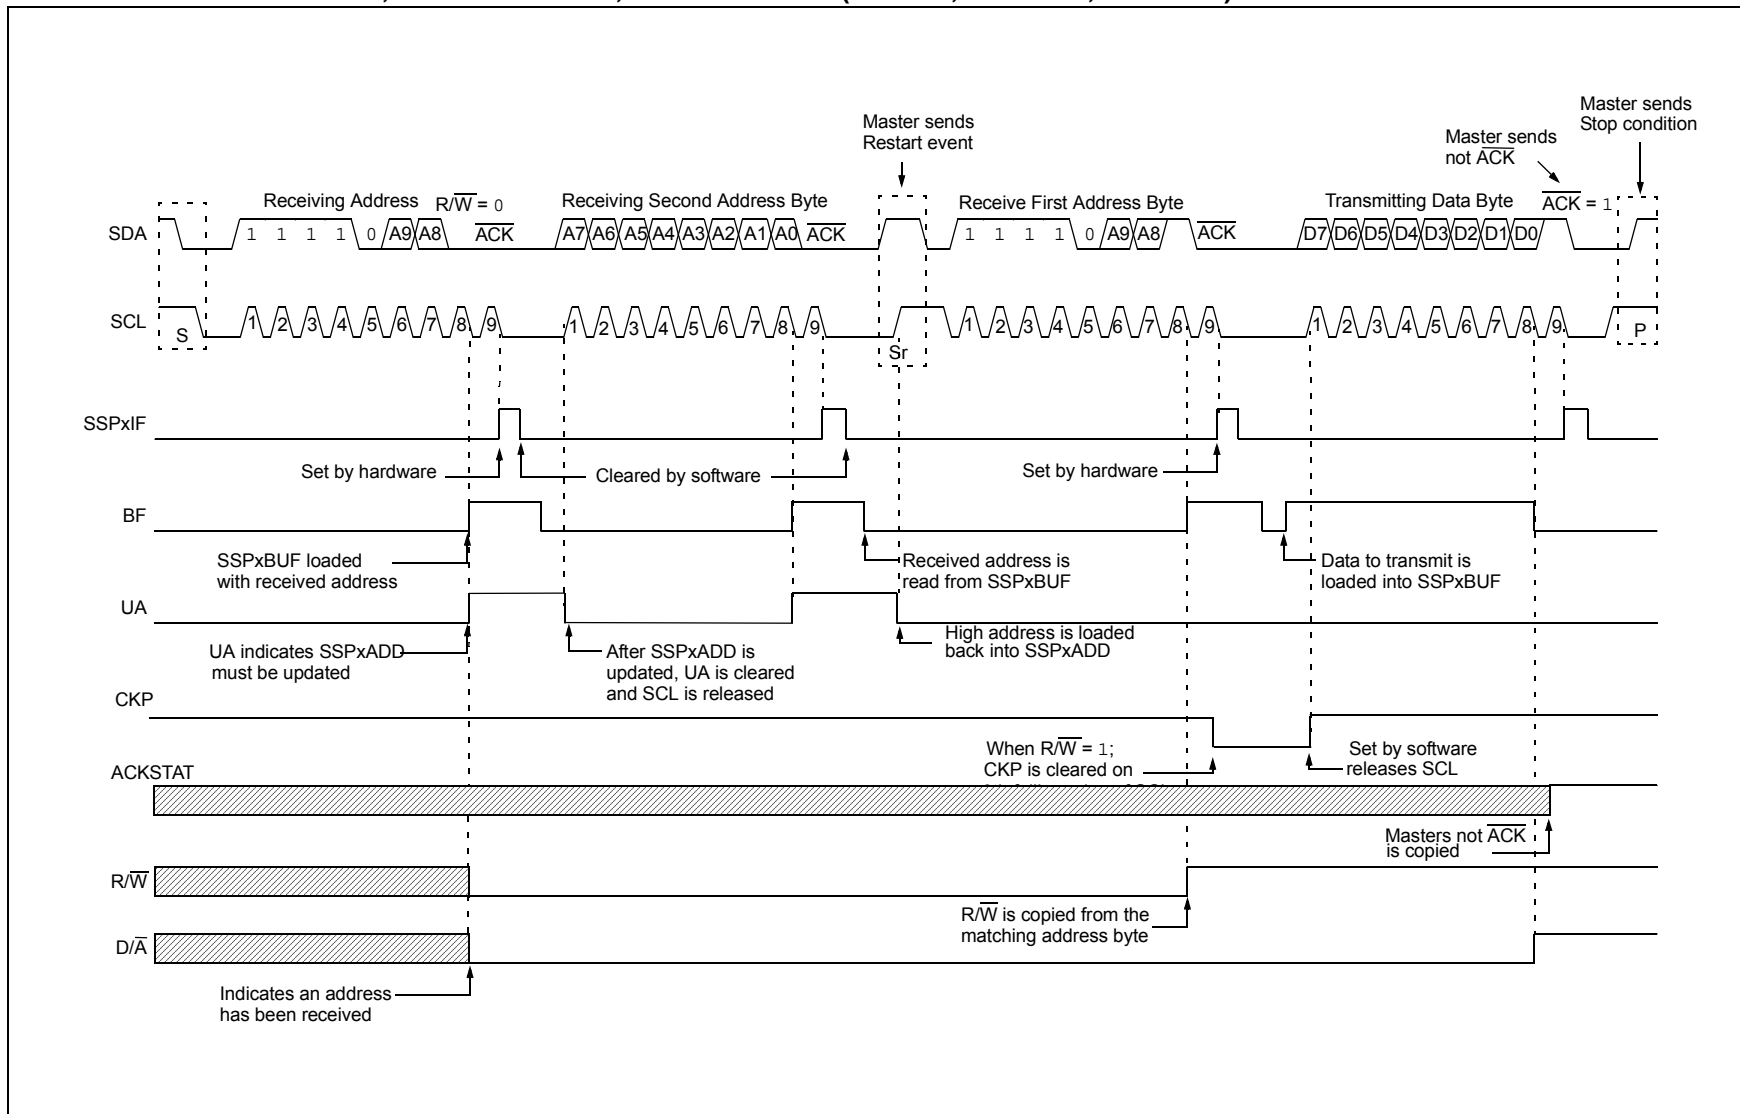 Master sends
Restart event
Master sends
Stop condition
Master sends
not ACK
Receiving Address R/W = 0
Receiving Second Address Byte
Receive First Address Byte
Transmitting Data Byte
ACK = 1
SDA
1 1 1 1 0 A9 A8 ACK
A7 A6 A5 A4 A3 A2 A1 A0 ACK
1 1 1 1 0 A9 A8 ACK
D7 D6 D5 D4 D3 D2 D1 D0
SCL
S
1 2 3 4 5 6 7 8 9
1 2 3 4 5 6 7 8 9
Sr
1 2 3 4 5 6 7 8 9
1 2 3 4 5 6 7 8 9
P
SSPxIF
Set by hardware
Cleared by software
Set by hardware
BF
SSPxBUF loaded
with received address
Received address is
read from SSPxBUF
Data to transmit is
loaded into SSPxBUF
UA
UA indicates SSPxADD
must be updated
After SSPxADD is
updated, UA is cleared
and SCL is released
High address is loaded
back into SSPxADD
CKP
When R/W = 1;
CKP is cleared on
Set by software
releases SCL
ACKSTAT
Masters not ACK
is copied
R/W
R/W is copied from the
matching address byte
D/A
Indicates an address
has been received